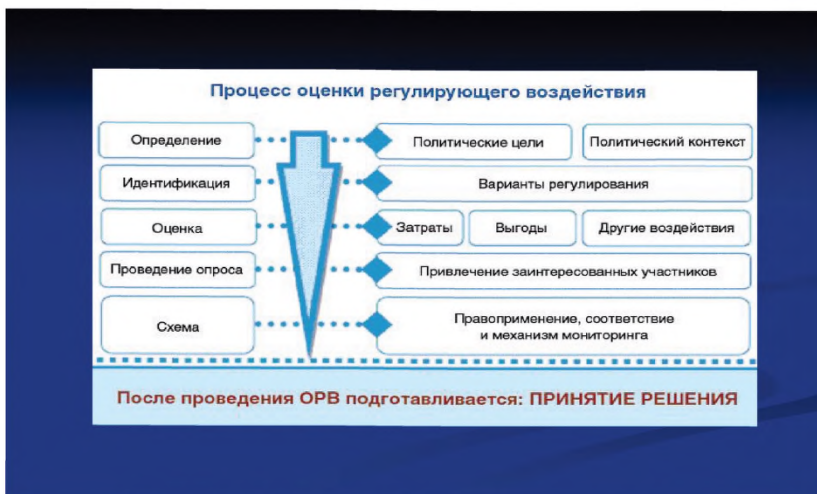 Процесс оценки регулирующего воздействия
Определение
Политические цели
Политический контекст
Идентификация
Варианты регулирования
Оценка
Затраты
Выгоды
Другие воздействия
Проведение опроса
Привлечение заинтересованных участников
Схема
Правоприменение, соответствие
и механизм мониторинга
После проведения ОРВ подготавливается: ПРИНЯТИЕ РЕШЕНИЯ